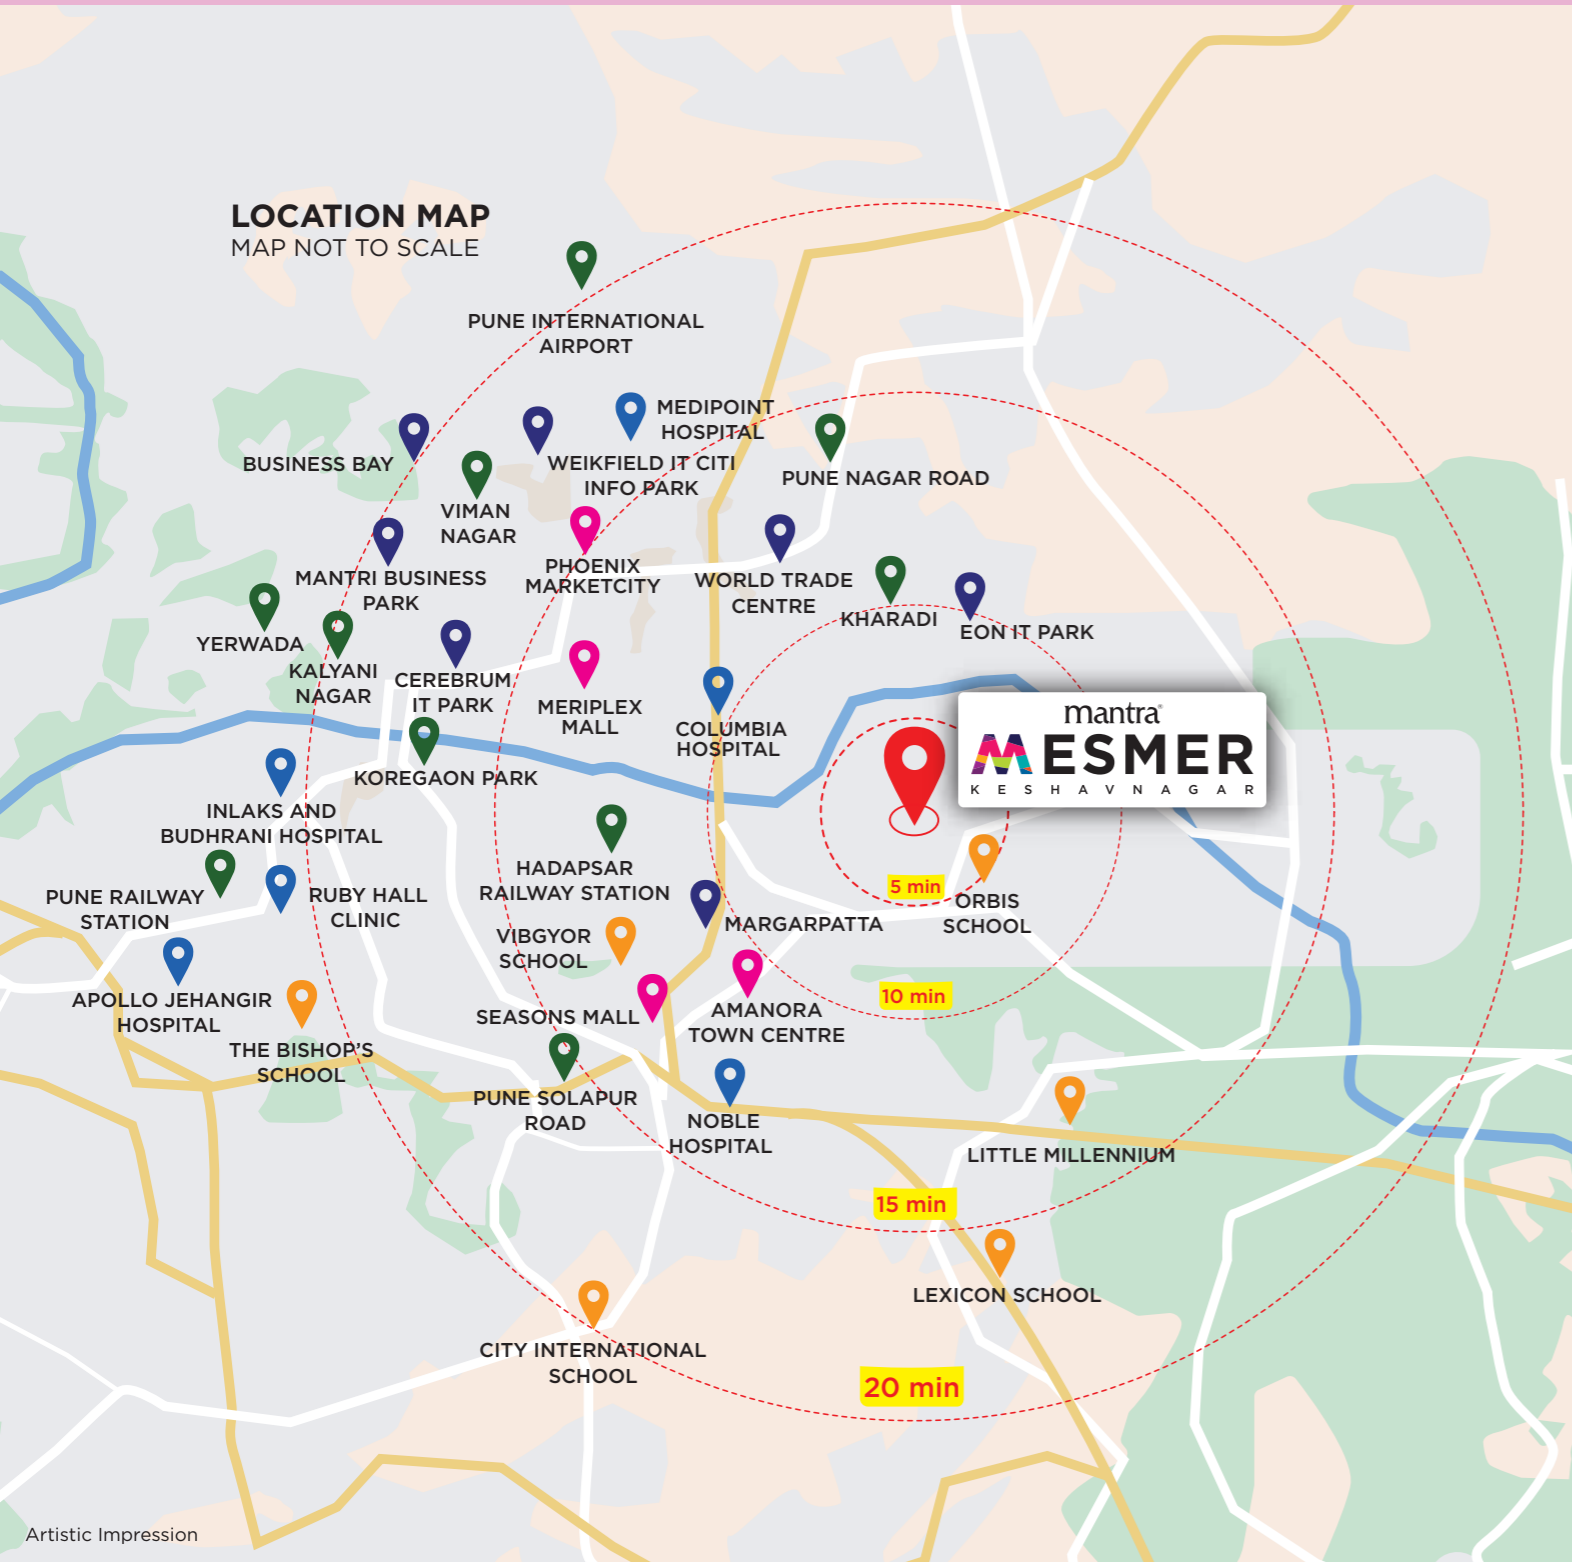 LOCATION MAP
MAP NOT TO SCALE
PUNE INTERNATIONAL
AIRPORT
MEDIPOINT
HOSPITAL
BUSINESS BAY
WEIKFIELD IT CITI
INFO PARK
PUNE NAGAR ROAD
VIMAN
NAGAR
PHOENIX
MARKETCITY
MANTRI BUSINESS
PARK
WORLD TRADE
CENTRE
KHARADI
EON IT PARK
YERWADA
KALYANI
NAGAR
CEREBRUM
IT PARK
MERIPLEX
MALL
COLUMBIA
HOSPITAL
mantra®
MESMER
KESHAVNAGAR
KOREGAON PARK
INLAKS AND
BUDHRANI HOSPITAL
HADAPSAR
RAILWAY STATION
5 min
ORBIS
SCHOOL
PUNE RAILWAY
STATION
RUBY HALL
CLINIC
MARGARPATTA
VIBGYOR
SCHOOL
10 min
APOLLO JEHANGIR
HOSPITAL
SEASONS MALL
AMANORA
TOWN CENTRE
THE BISHOP'S
SCHOOL
PUNE SOLAPUR
ROAD
NOBLE
HOSPITAL
LITTLE MILLENNIUM
15 min
LEXICON SCHOOL
CITY INTERNATIONAL
SCHOOL
20 min
Artistic Impression